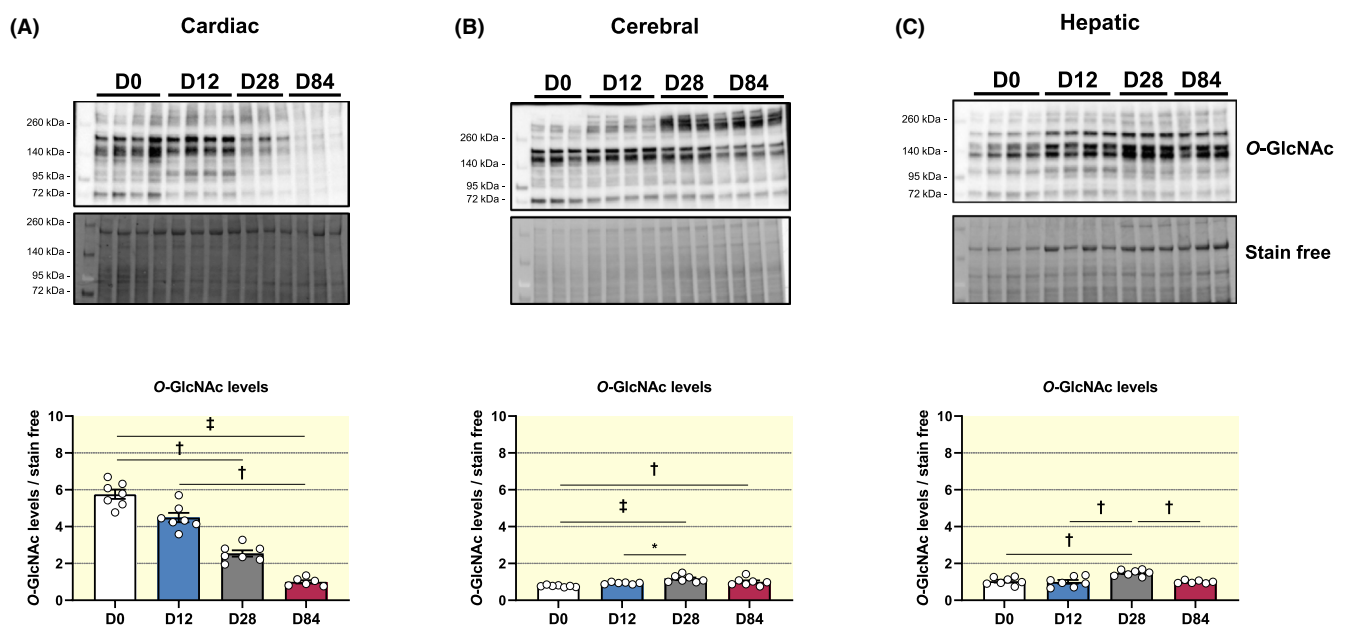 (A) Cardiac
D0 D12 D28 D84
260 kDa -
140 kDa -
95 kDa -
72 kDa -
260 kDa -
140 kDa -
95 kDa -
72 kDa -
(B) Cerebral
D0 D12 D28 D84
260 kDa -
140 kDa -
95 kDa -
72 kDa -
(C) Hepatic
D0 D12 D28 D84
260 kDa -
140 kDa -
95 kDa -
72 kDa -
O-GlcNAc
Stain free
O-GlcNAc levels
O-GlcNAc levels / stain free
10
8
6
4
2
0
‡
†
†
D0 D12 D28 D84
O-GlcNAc levels
O-GlcNAc levels / stain free
10
8
6
4
2
0
†
‡
*
D0 D12 D28 D84
O-GlcNAc levels
O-GlcNAc levels / stain free
10
8
6
4
2
0
† †
†
D0 D12 D28 D84